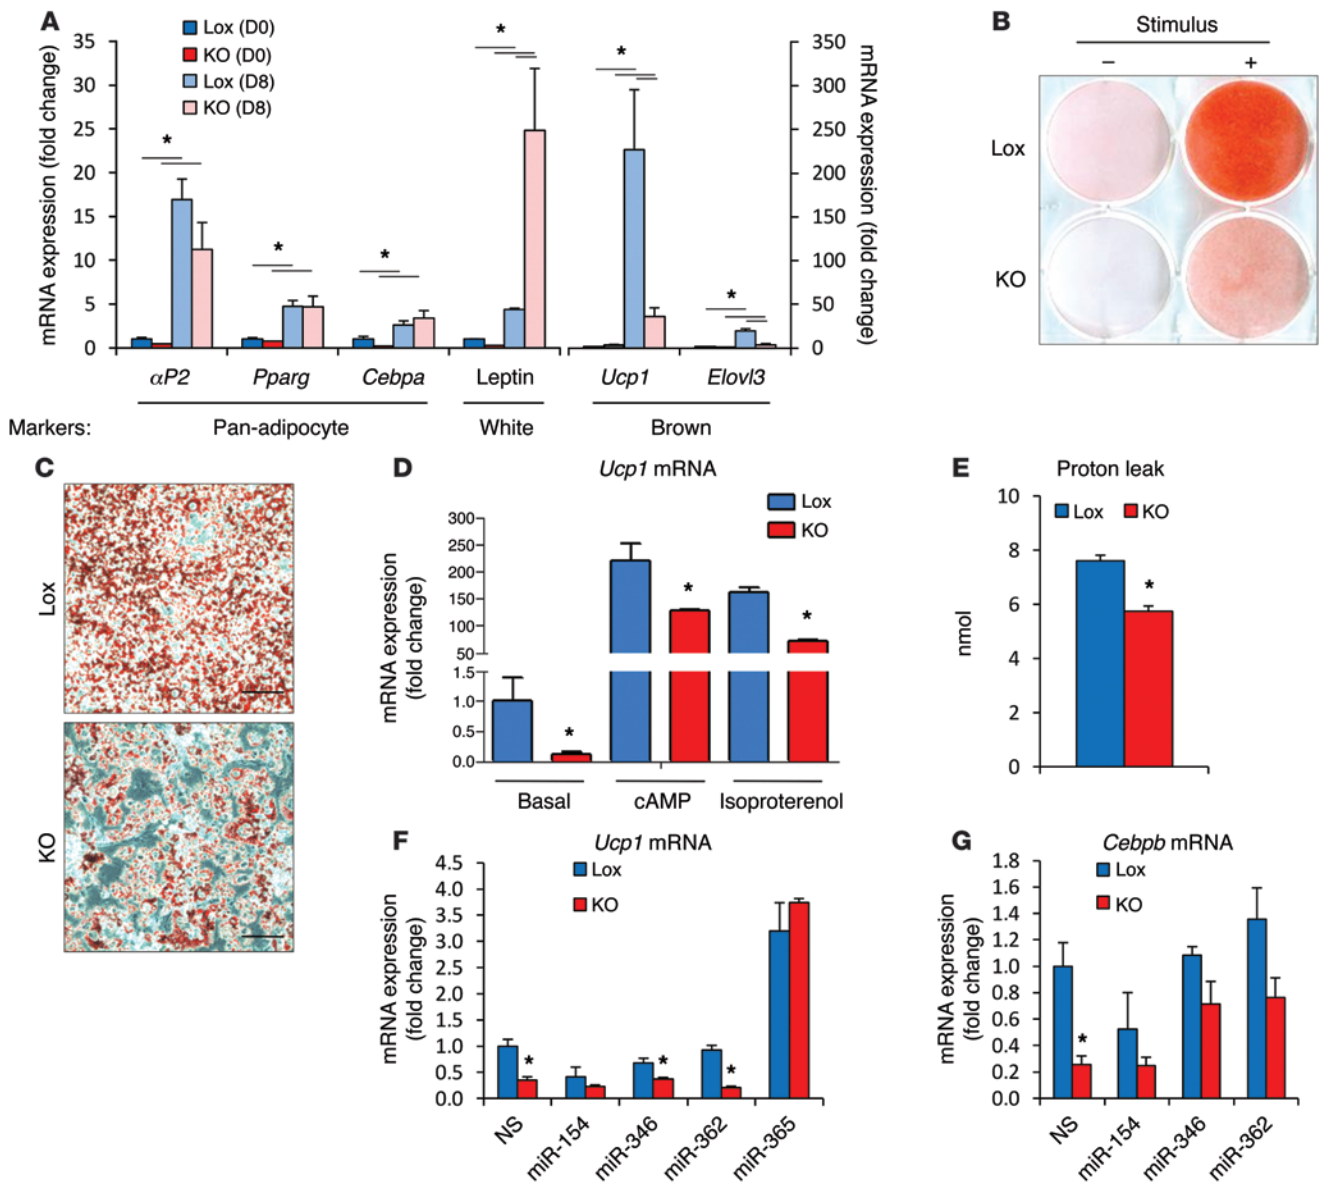 A
Lox (D0)
KO (D0)
Lox (D8)
KO (D8)
mRNA expression (fold change)
35
30
25
20
15
10
5
0
*
*
*
*
*
*
350
300
250
200
150
100
50
0
mRNA expression (fold change)
αP2
Pparg
Cebpa
Leptin
Ucp1
Elovl3
Markers:
Pan-adipocyte
White
Brown
B
Stimulus
– +
Lox
KO
C
Lox
KO
D
Ucp1 mRNA
Lox
KO
mRNA expression
(fold change)
300
250
200
150
100
50
1.5
1.0
0.5
0.0
*
*
*
Basal
cAMP
Isoproterenol
E
Proton leak
Lox
KO
nmol
10
8
6
4
2
0
*
F
Ucp1 mRNA
Lox
KO
mRNA expression
(fold change)
4.5
4.0
3.5
3.0
2.5
2.0
1.5
1.0
0.5
0.0
*
*
*
NS
miR-154
miR-346
miR-362
miR-365
G
Cebpb mRNA
Lox
KO
mRNA expression
(fold change)
1.8
1.6
1.4
1.2
1.0
0.8
0.6
0.4
0.2
0.0
*
NS
miR-154
miR-346
miR-362